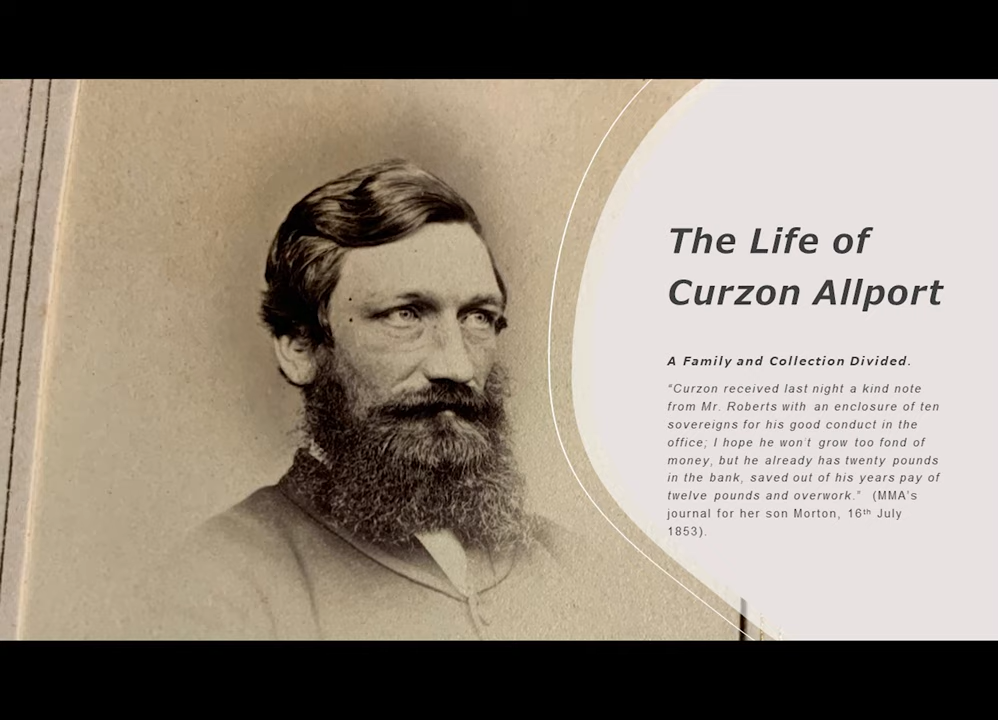 The Life of
Curzon Allport
A Family and Collection Divided.
“Curzon received last night a kind note
from Mr. Roberts with an enclosure of ten
sovereigns for his good conduct in the
office; I hope he won't grow too fond of
money, but he already has twenty pounds
in the bank, saved out of his years pay of
twelve pounds and overwork.” (MMA’s
journal for her son Morton, 16th July
1853).